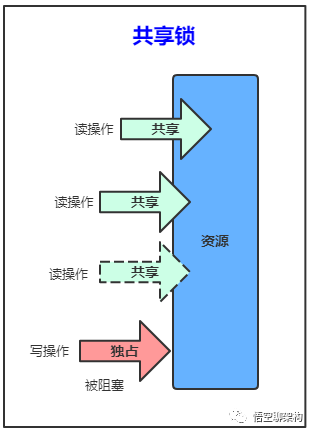 共享锁
读操作 共享
读操作 共享
资源
读操作 共享
写操作 独占
被阻塞
悟空聊架构